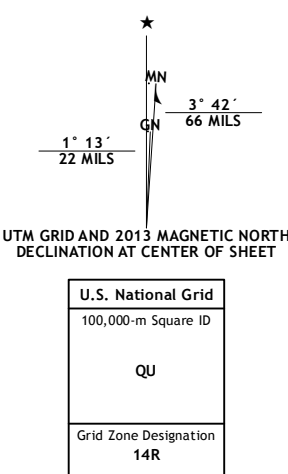 ★
MN
3° 42´
66 MILS
GN
1° 13´
22 MILS
UTM GRID AND 2013 MAGNETIC NORTH
DECLINATION AT CENTER OF SHEET
U.S. National Grid
100,000-m Square ID
QU
Grid Zone Designation
14R